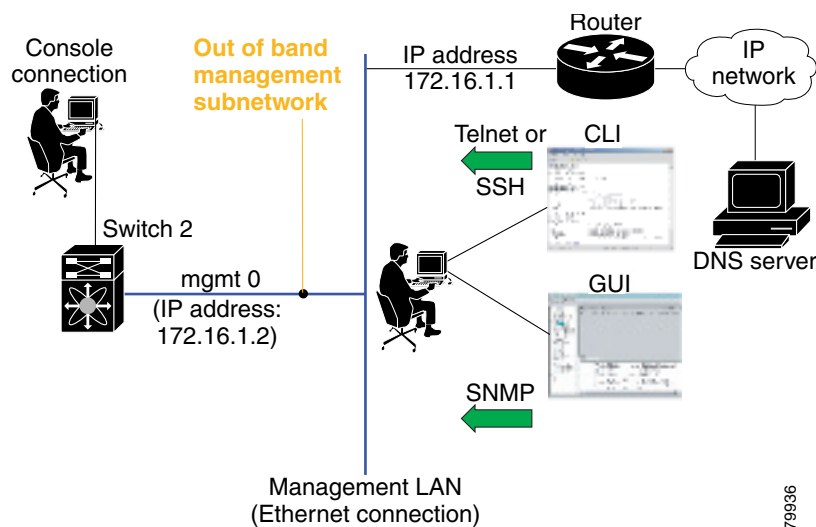 Console
connection
Out of band
management
subnetwork
Router
IP address
172.16.1.1
IP
network
Telnet or
SSH
CLI
Switch 2
DNS server
mgmt 0
(IP address:
172.16.1.2)
GUI
SNMP
Management LAN
(Ethernet connection)
79936